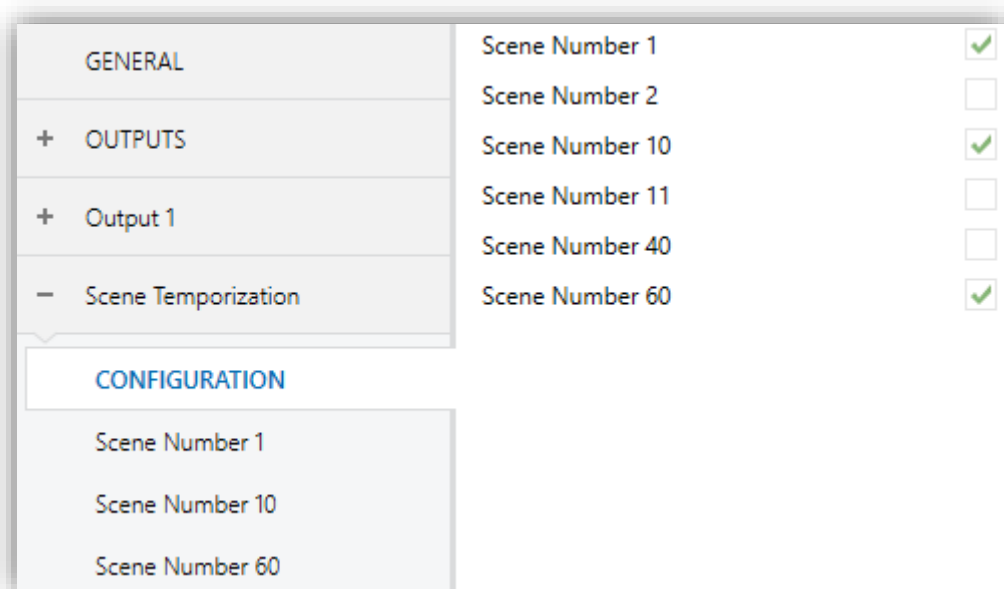 GENERAL
+ OUTPUTS
+ Output 1
− Scene Temporization
CONFIGURATION
Scene Number 1
Scene Number 10
Scene Number 60
Scene Number 1
Scene Number 2
Scene Number 10
Scene Number 11
Scene Number 40
Scene Number 60